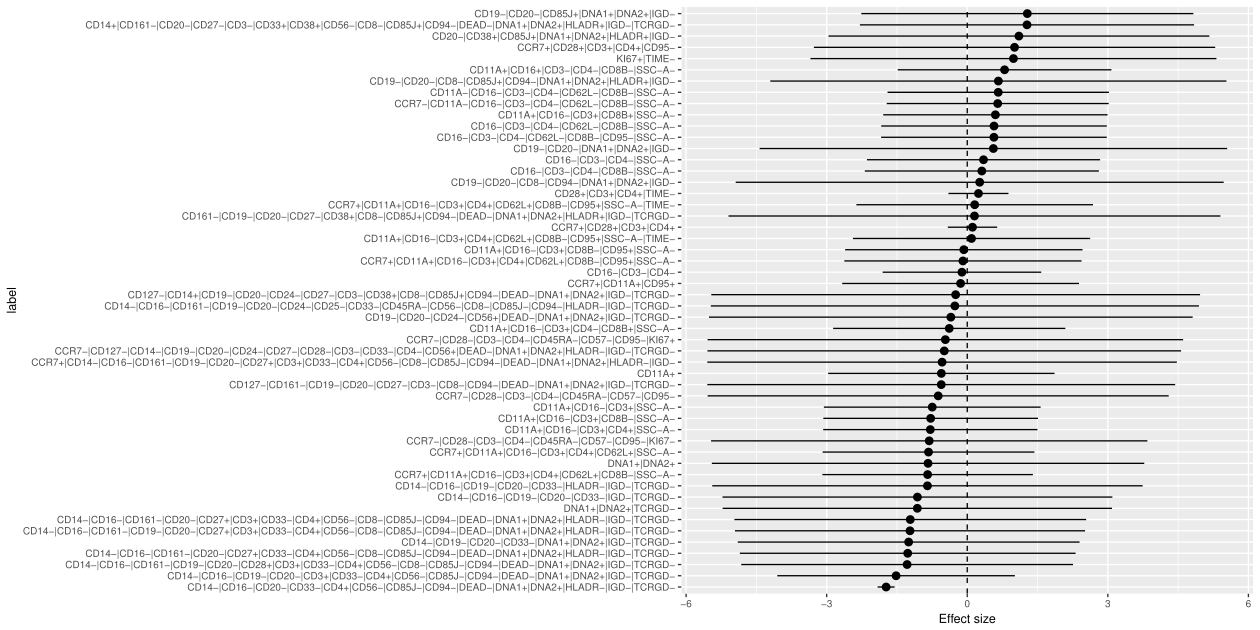 CD19−|CD20−|CD85J+|DNA1+|DNA2+|IGD−
CD14+|CD161−|CD20−|CD27−|CD3−|CD33+|CD38+|CD56−|CD8−|CD85J+|CD94−|DEAD−|DNA1+|DNA2+|HLADR+|IGD−|TCRGD−
CD20−|CD38+|CD85J+|DNA1+|DNA2+|HLADR+|IGD−
CCR7+|CD28+|CD3+|CD4+|CD95−
KI67+|TIME−
CD11A+|CD16+|CD3−|CD4−|CD8B−|SSC−A−
CD19−|CD20−|CD8−|CD85J+|CD94−|DNA1+|DNA2+|HLADR+|IGD−
CD11A−|CD16−|CD3−|CD4−|CD62L−|CD8B−|SSC−A−
CCR7−|CD11A−|CD16−|CD3−|CD4−|CD62L−|CD8B−|SSC−A−
CD11A+|CD16−|CD3+|CD8B+|SSC−A−
CD16−|CD3−|CD4−|CD62L−|CD8B−|SSC−A−
CD16−|CD3−|CD4−|CD62L−|CD8B−|CD95−|SSC−A−
CD19−|CD20−|DNA1+|DNA2+|IGD−
CD16−|CD3−|CD4−|SSC−A−
CD16−|CD3−|CD4−|CD8B−|SSC−A−
CD19−|CD20−|CD8−|CD94−|DNA1+|DNA2+|IGD−
CD28+|CD3+|CD4+|TIME−
CCR7+|CD11A+|CD16−|CD3+|CD4+|CD62L+|CD8B−|CD95+|SSC−A−|TIME−
CD161−|CD19−|CD20−|CD27−|CD38+|CD8−|CD85J+|CD94−|DEAD−|DNA1+|DNA2+|HLADR+|IGD−|TCRGD−
CCR7+|CD28+|CD3+|CD4+
CD11A+|CD16−|CD3+|CD4+|CD62L+|CD8B−|CD95+|SSC−A−|TIME−
CD11A+|CD16−|CD3+|CD8B−|CD95+|SSC−A−
CCR7+|CD11A+|CD16−|CD3+|CD4+|CD62L+|CD8B−|CD95+|SSC−A−
CD16−|CD3−|CD4−
CCR7+|CD11A+|CD95+
CD127−|CD14+|CD19−|CD20−|CD24−|CD27−|CD3−|CD38+|CD8−|CD85J+|CD94−|DEAD−|DNA1+|DNA2+|IGD−|TCRGD−
CD14−|CD16−|CD161−|CD19−|CD20−|CD24−|CD25−|CD33−|CD45RA−|CD56−|CD8−|CD85J−|CD94−|HLADR−|IGD−|TCRGD−
CD19−|CD20−|CD24−|CD56+|DEAD−|DNA1+|DNA2+|IGD−
CD11A+|CD16−|CD3+|CD4−|CD8B+|SSC−A−
CCR7−|CD28−|CD3−|CD4−|CD45RA−|CD57−|CD95−|KI67+
CCR7−|CD127−|CD14−|CD19−|CD20−|CD24−|CD27−|CD28−|CD3−|CD33−|CD4−|CD56+|DEAD−|DNA1+|DNA2+|HLADR−|IGD−|TCRGD−
CCR7+|CD14−|CD16−|CD161−|CD19−|CD20−|CD27+|CD3+|CD33−|CD4+|CD56−|CD8−|CD85J−|CD94−|DEAD−|DNA1+|DNA2+|HLADR−|IGD−
CD11A+
CD127−|CD161−|CD19−|CD20−|CD27−|CD3−|CD8−|CD94−|DEAD−|DNA1+|DNA2+|IGD−|TCRGD−
CCR7−|CD28−|CD3−|CD4−|CD45RA−|CD57−|CD95−
CD11A+|CD16−|CD3+|SSC−A−
CD11A+|CD16−|CD3+|CD8B−|SSC−A−
CD11A+|CD16−|CD3+|CD4+|SSC−A−
CCR7−|CD28−|CD3−|CD4−|CD45RA−|CD57−|CD95−|KI67−
CCR7+|CD11A+|CD16−|CD3+|CD4+|CD62L+|SSC−A−
DNA1+|DNA2+
CCR7+|CD11A+|CD16−|CD3+|CD4+|CD62L+|CD8B−|SSC−A−
CD14−|CD16−|CD19−|CD20−|CD33−|HLADR−|IGD−|TCRGD−
CD14−|CD16−|CD19−|CD20−|CD33−|IGD−|TCRGD−
DNA1+|DNA2+|TCRGD−
CD14−|CD16−|CD161−|CD20−|CD27+|CD3+|CD33−|CD4+|CD56−|CD8−|CD85J−|CD94−|DEAD−|DNA1+|DNA2+|HLADR−|IGD−|TCRGD−
CD14−|CD16−|CD161−|CD19−|CD20−|CD27+|CD3+|CD33−|CD4+|CD56−|CD8−|CD85J−|CD94−|DEAD−|DNA1+|DNA2+|HLADR−|IGD−|TCRGD−
CD14−|CD19−|CD20−|CD33−|DNA1+|DNA2+|IGD−|TCRGD−
CD14−|CD16−|CD161−|CD20−|CD27+|CD33−|CD4+|CD56−|CD8−|CD85J−|CD94−|DEAD−|DNA1+|DNA2+|HLADR−|IGD−|TCRGD−
CD14−|CD16−|CD161−|CD19−|CD20−|CD28+|CD3+|CD33−|CD4+|CD56−|CD8−|CD85J−|CD94−|DEAD−|DNA1+|DNA2+|IGD−|TCRGD−
CD14−|CD16−|CD19−|CD20−|CD3+|CD33−|CD4+|CD56−|CD85J−|CD94−|DEAD−|DNA1+|DNA2+|IGD−|TCRGD−
CD14−|CD16−|CD20−|CD33−|CD4+|CD56−|CD85J−|CD94−|DEAD−|DNA1+|DNA2+|HLADR−|IGD−|TCRGD−
label
−6 −3 0 3 6
Effect size